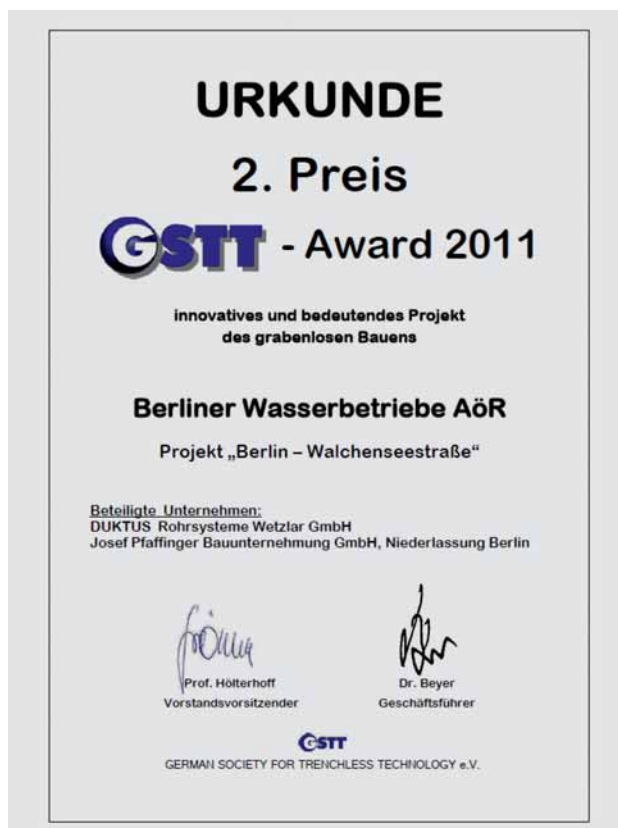 URKUNDE
2. Preis
GSTT - Award 2011
innovatives und bedeutendes Projekt
des grabenlosen Bauens
Berliner Wasserbetriebe AöR
Projekt „Berlin – Walchenseestraße“
Beteiligte Unternehmen:
DUKTUS Rohrsysteme Wetzlar GmbH
Josef Pfaffinger Bauunternehmung GmbH, Niederlassung Berlin
Prof. Hölterhoff Dr. Beyer
Vorstandsvorsitzender Geschäftsführer
GSTT
GERMAN SOCIETY FOR TRENCHLESS TECHNOLOGY e.V.